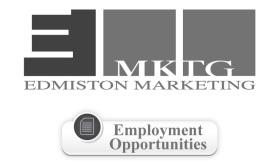 MKTG
EDMISTON MARKETING
Employment
Opportunities